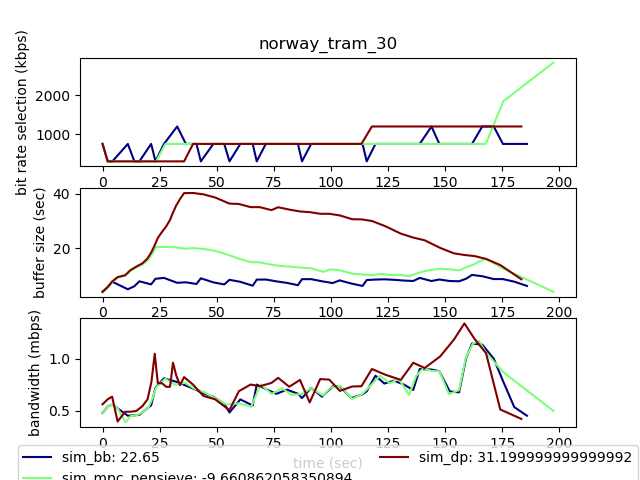 norway_tram_30
bit rate selection (kbps)
2000
1000
0 25 50 75 100 125 150 175 200
buffer size (sec)
40
20
0 25 50 75 100 125 150 175 200
bandwidth (mbps)
1.0
0.5
0 25 50 75 100 125 150 175 200
time (sec)
sim_bb: 22.65
sim_dp: 31.199999999999992
sim_mpc_pensieve: -9.660862058350894